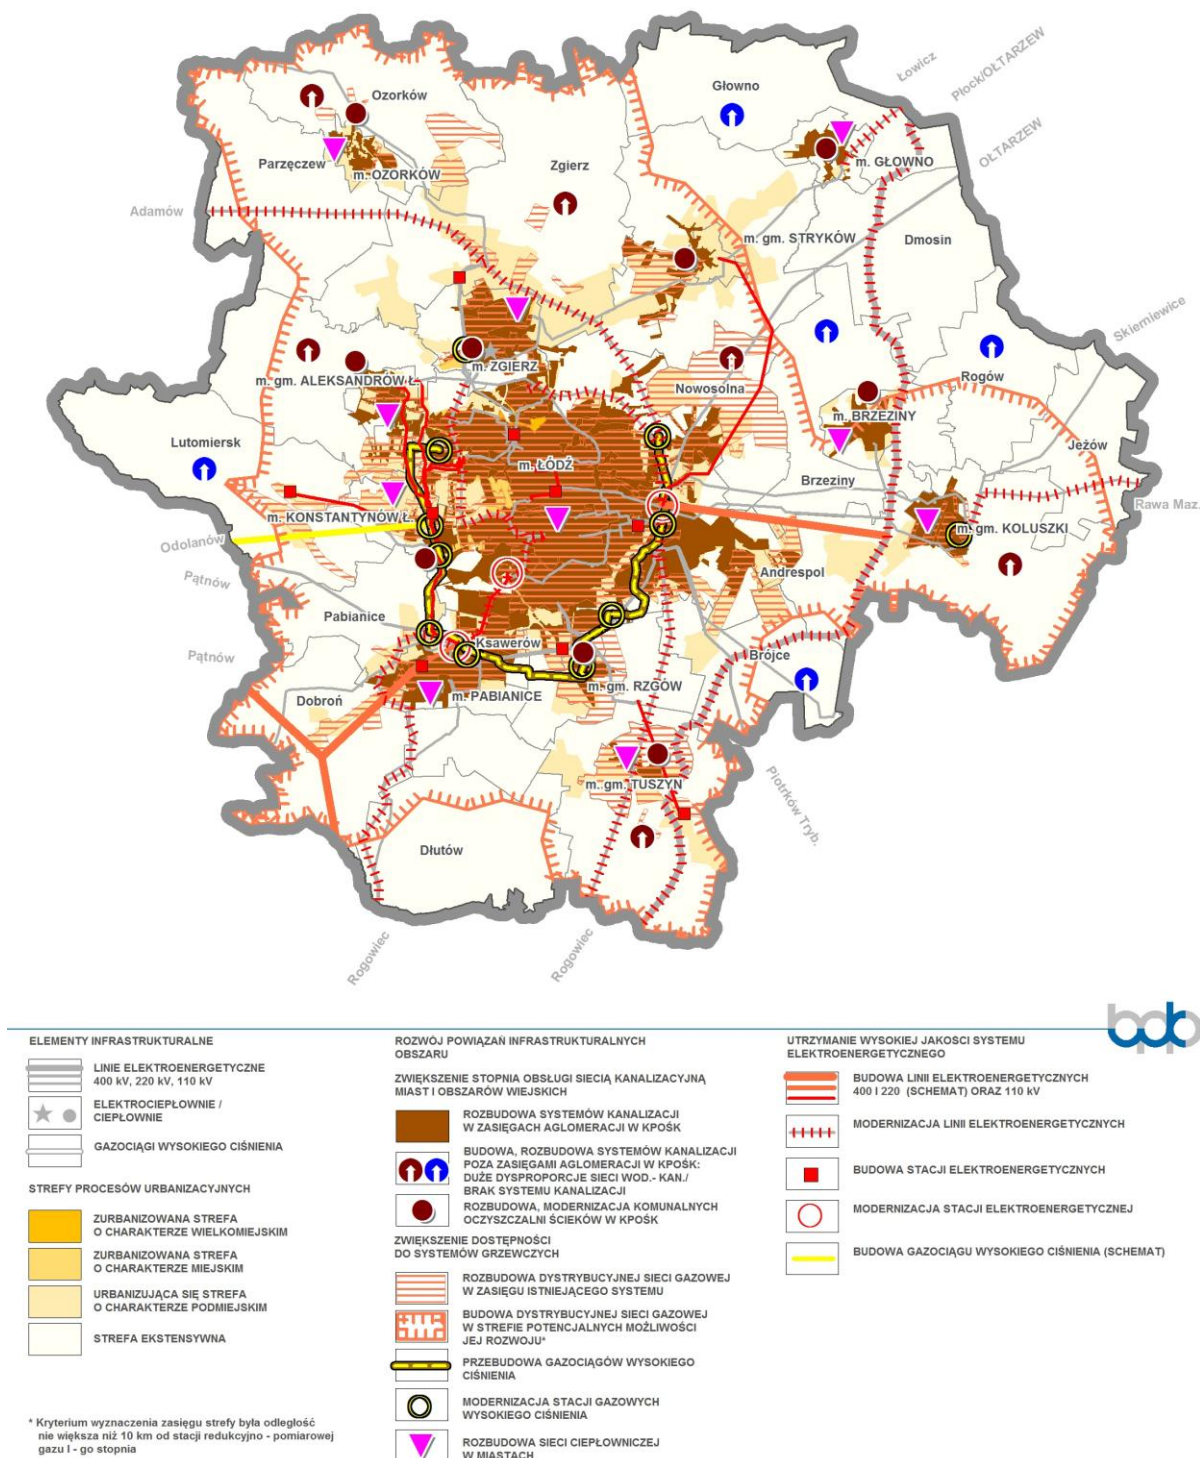 Głowno
Łowicz
Płock/OŁTARZEW
OŁTARZEW
Ozorków
Parzęczew
m. OZORKÓW
Zgierz
m. GŁOWNO
Adamów
m. gm. STRYKÓW
Dmosin
Skierniewice
m. ZGIERZ
m. gm. ALEKSANDRÓW Ł.
Nowosolna
Rogów
m. BRZEZINY
Lutomiersk
Jeżów
m. ŁÓDŹ
Brzeziny
Rawa Maz.
m. KONSTANTYNÓW Ł.
m. gm. KOLUSZKI
Odolanów
Andrespol
Pątnów
Pabianice
Ksawerów
Brójce
Pątnów
m. gm. RZGÓW
Dobroń
m. PABIANICE
m. gm. TUSZYN
Piotrków Tryb.
Dłutów
Rogowiec
Rogowiec
bpp
ELEMENTY INFRASTRUKTURALNE
LINIE ELEKTROENERGETYCZNE
400 kV, 220 kV, 110 kV
ELEKTROCIEPŁOWNIE /
CIEPŁOWNIE
GAZOCIĄGI WYSOKIEGO CIŚNIENIA
STREFY PROCESÓW URBANIZACYJNYCH
ZURBANIZOWANA STREFA
O CHARAKTERZE WIELKOMIEJSKIM
ZURBANIZOWANA STREFA
O CHARAKTERZE MIEJSKIM
URBANIZUJĄCA SIĘ STREFA
O CHARAKTERZE PODMIEJSKIM
STREFA EKSTENSYWNA
* Kryterium wyznaczenia zasięgu strefy była odległość
nie większa niż 10 km od stacji redukcyjno - pomiarowej
gazu I - go stopnia
ROZWÓJ POWIĄZAŃ INFRASTRUKTURALNYCH
OBSZARU
ZWIĘKSZENIE STOPNIA OBSŁUGI SIECIĄ KANALIZACYJNĄ
MIAST I OBSZARÓW WIEJSKICH
ROZBUDOWA SYSTEMÓW KANALIZACJI
W ZASIĘGACH AGLOMERACJI W KPOŚK
BUDOWA, ROZBUDOWA SYSTEMÓW KANALIZACJI
POZA ZASIĘGAMI AGLOMERACJI W KPOŚK:
DUŻE DYSPROPORCJE SIECI WOD.- KAN./
BRAK SYSTEMU KANALIZACJI
ROZBUDOWA, MODERNIZACJA KOMUNALNYCH
OCZYSZCZALNI ŚCIEKÓW W KPOŚK
ZWIĘKSZENIE DOSTĘPNOŚCI
DO SYSTEMÓW GRZEWCZYCH
ROZBUDOWA DYSTRYBUCYJNEJ SIECI GAZOWEJ
W ZASIĘGU ISTNIEJĄCEGO SYSTEMU
BUDOWA DYSTRYBUCYJNEJ SIECI GAZOWEJ
W STREFIE POTENCJALNYCH MOŻLIWOŚCI
JEJ ROZWOJU*
PRZEBUDOWA GAZOCIĄGÓW WYSOKIEGO
CIŚNIENIA
MODERNIZACJA STACJI GAZOWYCH
WYSOKIEGO CIŚNIENIA
ROZBUDOWA SIECI CIEPŁOWNICZEJ
W MIASTACH
UTRZYMANIE WYSOKIEJ JAKOSCI SYSTEMU
ELEKTROENERGETYCZNEGO
BUDOWA LINII ELEKTROENERGETYCZNYCH
400 I 220 (SCHEMAT) ORAZ 110 kV
MODERNIZACJA LINII ELEKTROENERGETYCZNYCH
BUDOWA STACJI ELEKTROENERGETYCZNYCH
MODERNIZACJA STACJI ELEKTROENERGETYCZNEJ
BUDOWA GAZOCIĄGU WYSOKIEGO CIŚNIENIA (SCHEMAT)